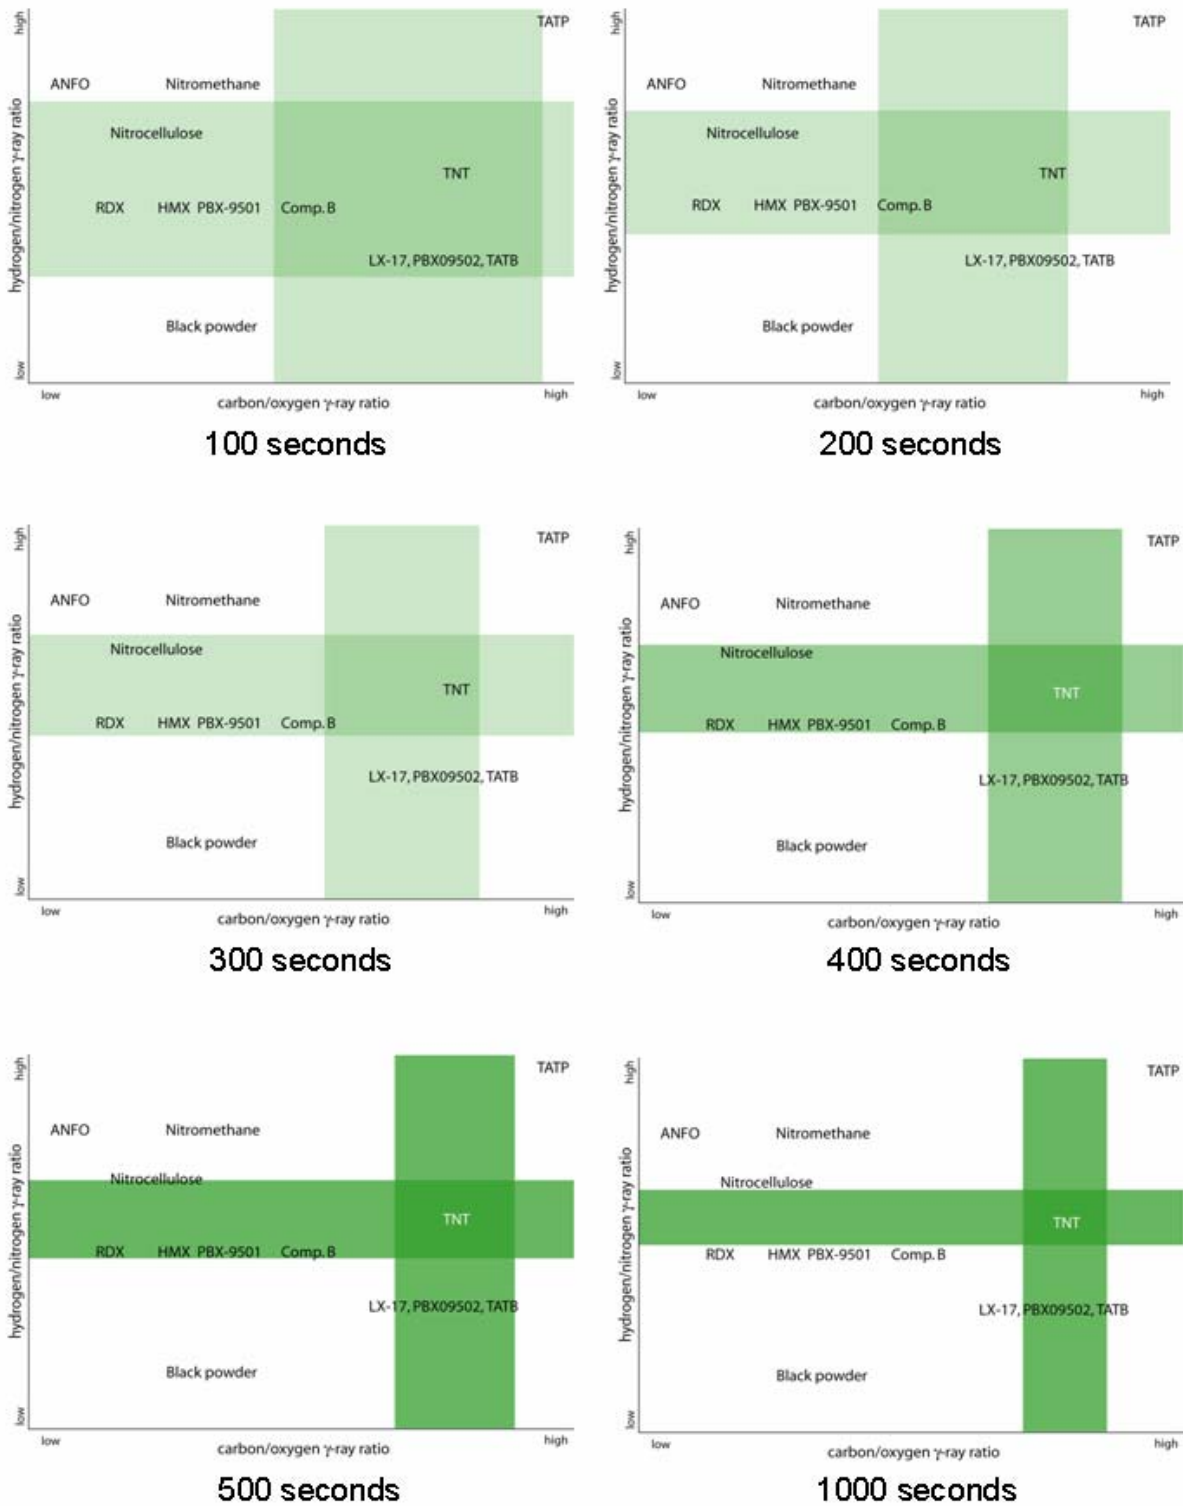 high
TATP
ANFO
Nitromethane
Nitrocellulose
TNT
RDX HMX PBX-9501 Comp. B
LX-17, PBX09502, TATB
Black powder
hydrogen/nitrogen γ-ray ratio
low
low
high
carbon/oxygen γ-ray ratio
100 seconds
high
TATP
ANFO
Nitromethane
Nitrocellulose
TNT
RDX HMX PBX-9501 Comp. B
LX-17, PBX09502, TATB
Black powder
hydrogen/nitrogen γ-ray ratio
low
low
high
carbon/oxygen γ-ray ratio
200 seconds
high
TATP
ANFO
Nitromethane
Nitrocellulose
TNT
RDX HMX PBX-9501 Comp. B
LX-17, PBX09502, TATB
Black powder
hydrogen/nitrogen γ-ray ratio
low
low
high
carbon/oxygen γ-ray ratio
300 seconds
high
TATP
ANFO
Nitromethane
Nitrocellulose
TNT
RDX HMX PBX-9501 Comp. B
LX-17, PBX09502, TATB
Black powder
hydrogen/nitrogen γ-ray ratio
low
low
high
carbon/oxygen γ-ray ratio
400 seconds
high
TATP
ANFO
Nitromethane
Nitrocellulose
TNT
RDX HMX PBX-9501 Comp. B
LX-17, PBX09502, TATB
Black powder
hydrogen/nitrogen γ-ray ratio
low
low
high
carbon/oxygen γ-ray ratio
500 seconds
high
TATP
ANFO
Nitromethane
Nitrocellulose
TNT
RDX HMX PBX-9501 Comp. B
LX-17, PBX09502, TATB
Black powder
hydrogen/nitrogen γ-ray ratio
low
low
high
carbon/oxygen γ-ray ratio
1000 seconds